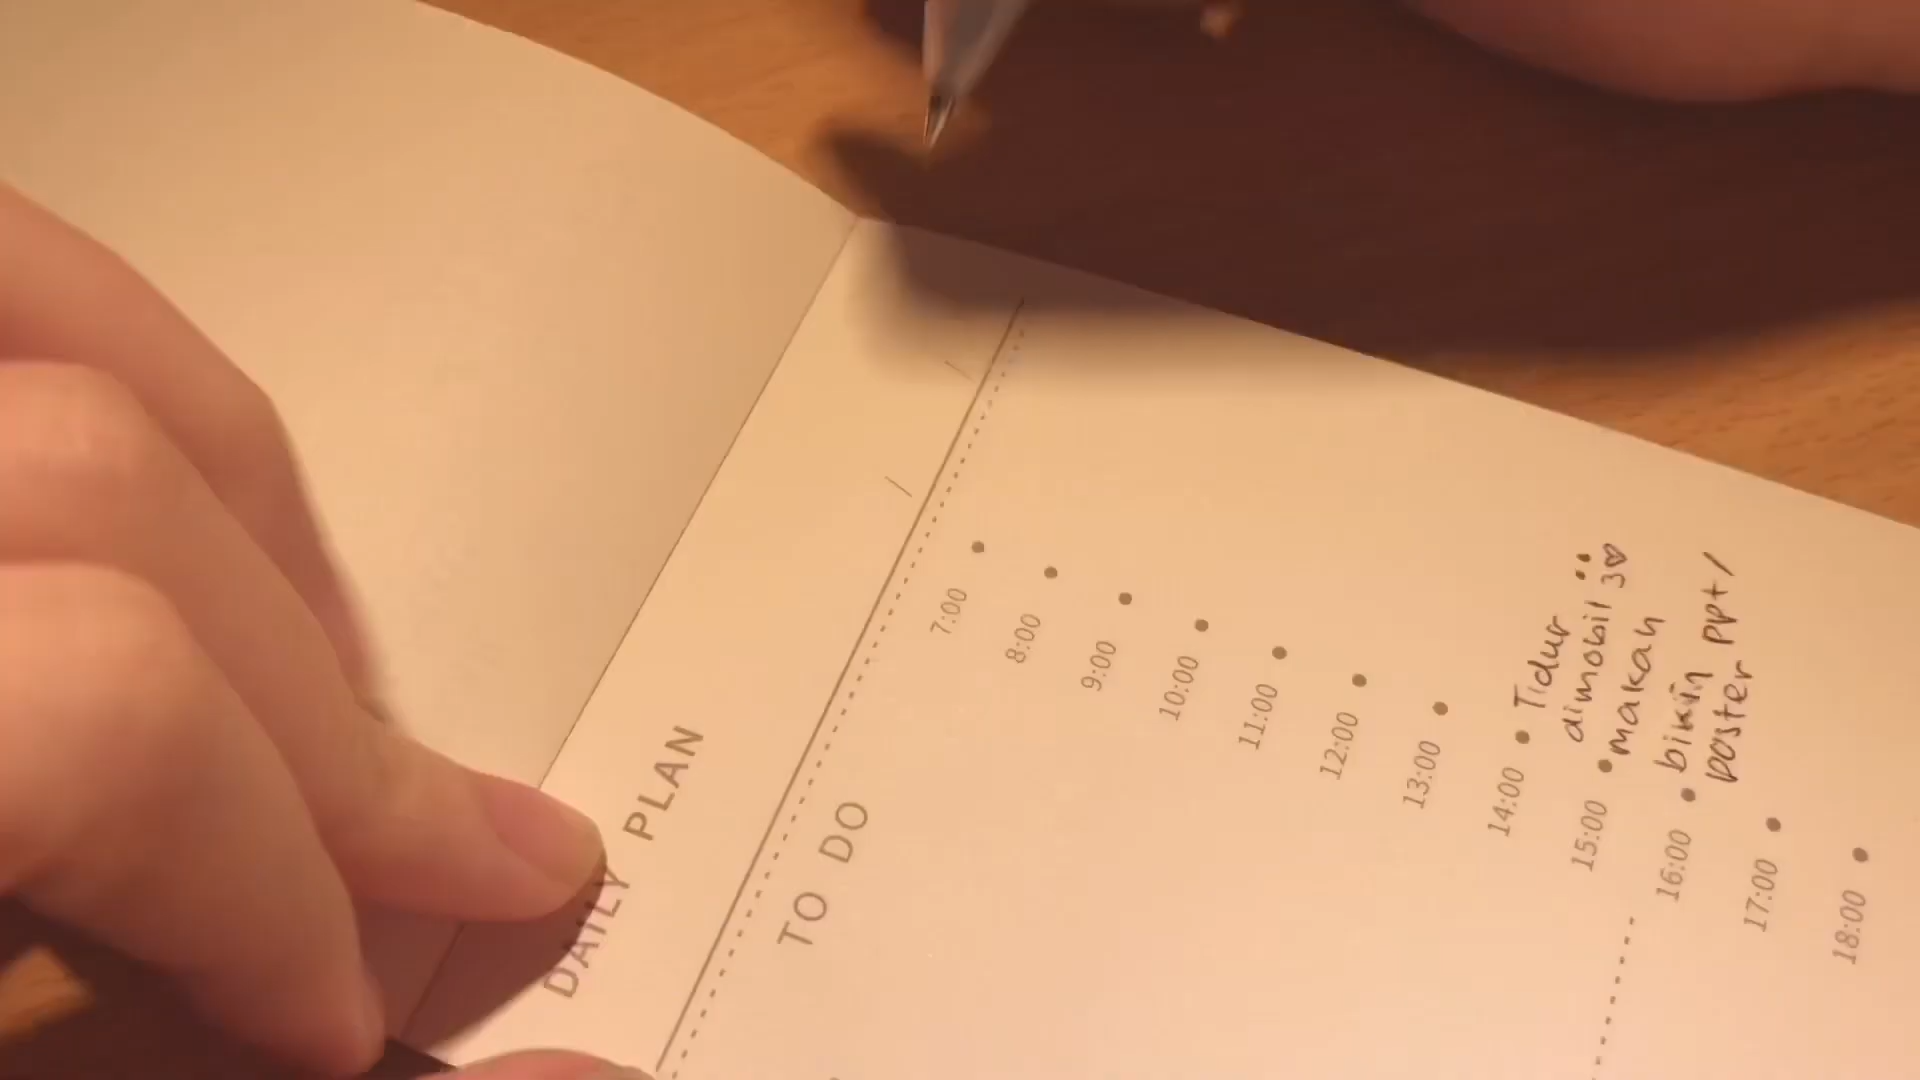 DAILY PLAN
/ /
TO DO
7:00
8:00
9:00
10:00
11:00
12:00
13:00
14:00 Tidur
dimobil :
15:00 makan 3♡
16:00 bikin ppt/
poster
17:00
18:00